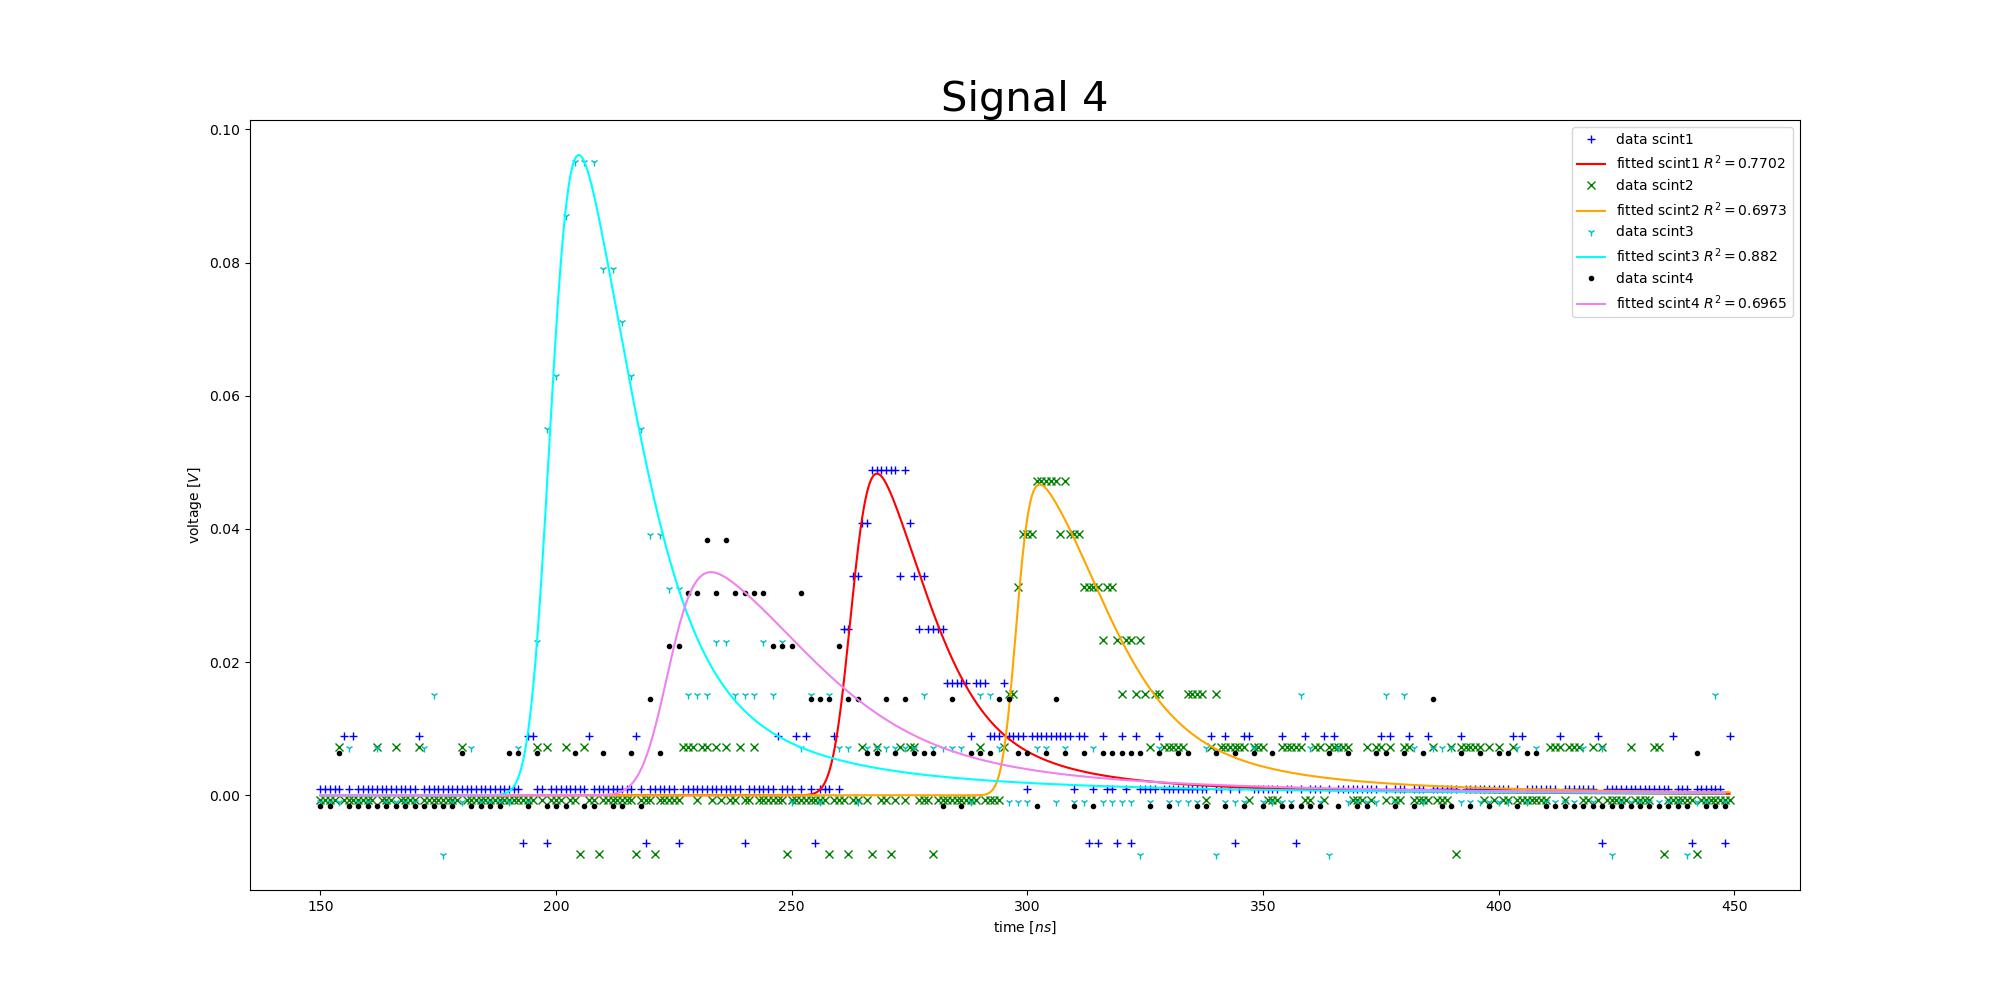 Signal 4
0.10
0.08
0.06
0.04
0.02
0.00
voltage [V]
150
200
250
300
350
400
450
time [ns]
data scint1
fitted scint1 R² = 0.7702
data scint2
fitted scint2 R² = 0.6973
data scint3
fitted scint3 R² = 0.882
data scint4
fitted scint4 R² = 0.6965